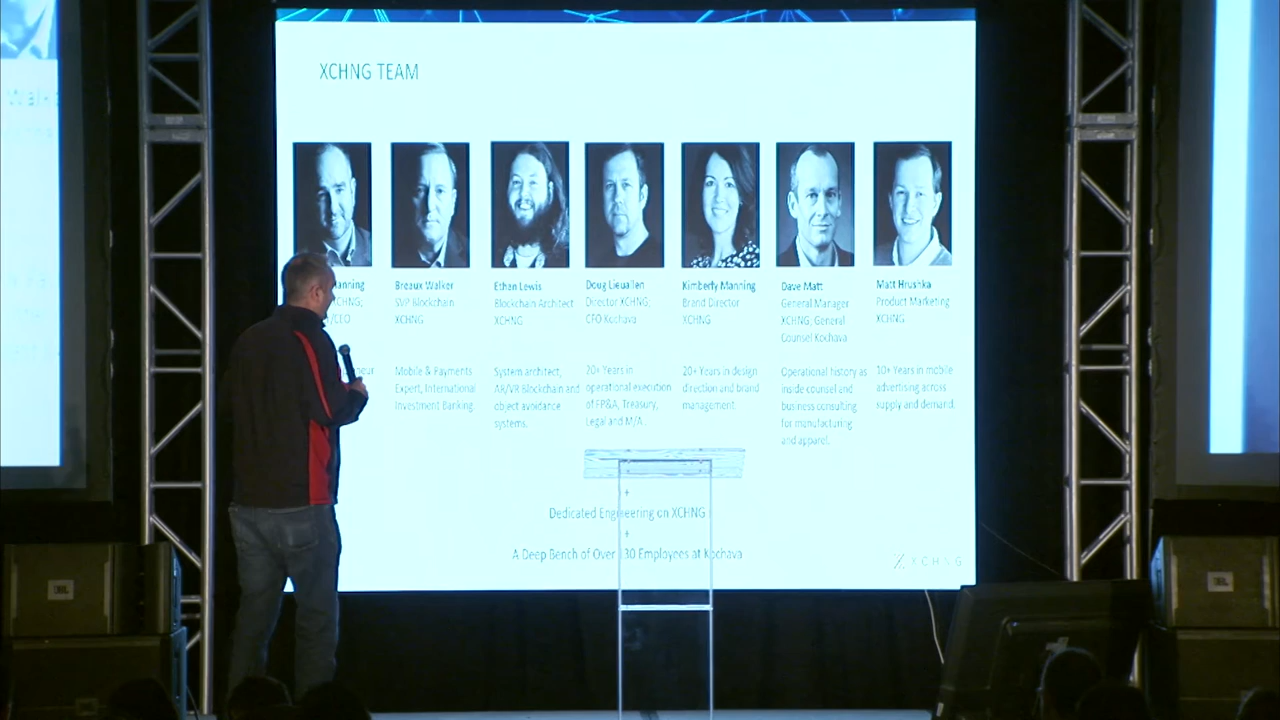 XCHNG TEAM
anning
XCHNG,
/CEO
Breaux Walker
SVP Blockchain
XCHNG
Mobile & Payments
Expert, International
Investment Banking.
Ethan Lewis
Blockchain Architect
XCHNG
System architect,
AR/VR Blockchain and
object avoidance
systems.
Doug Lieuallen
Director XCHNG,
CFO Kochava
20+ Years in
operational execution
of FP&A, Treasury,
Legal and M/A.
Kimberly Manning
Brand Director
XCHNG
20+ Years in design
direction and brand
management.
Dave Matt
General Manager
XCHNG, General
Counsel Kochava
Operational history as
inside counsel and
business consulting
for manufacturing
and apparel.
Matt Hrushka
Product Marketing
XCHNG
10+ Years in mobile
advertising across
supply and demand.
+
Dedicated Engineering on XCHNG
+
A Deep Bench of Over 30 Employees at Kochava
XCHNG
JBL
JBL